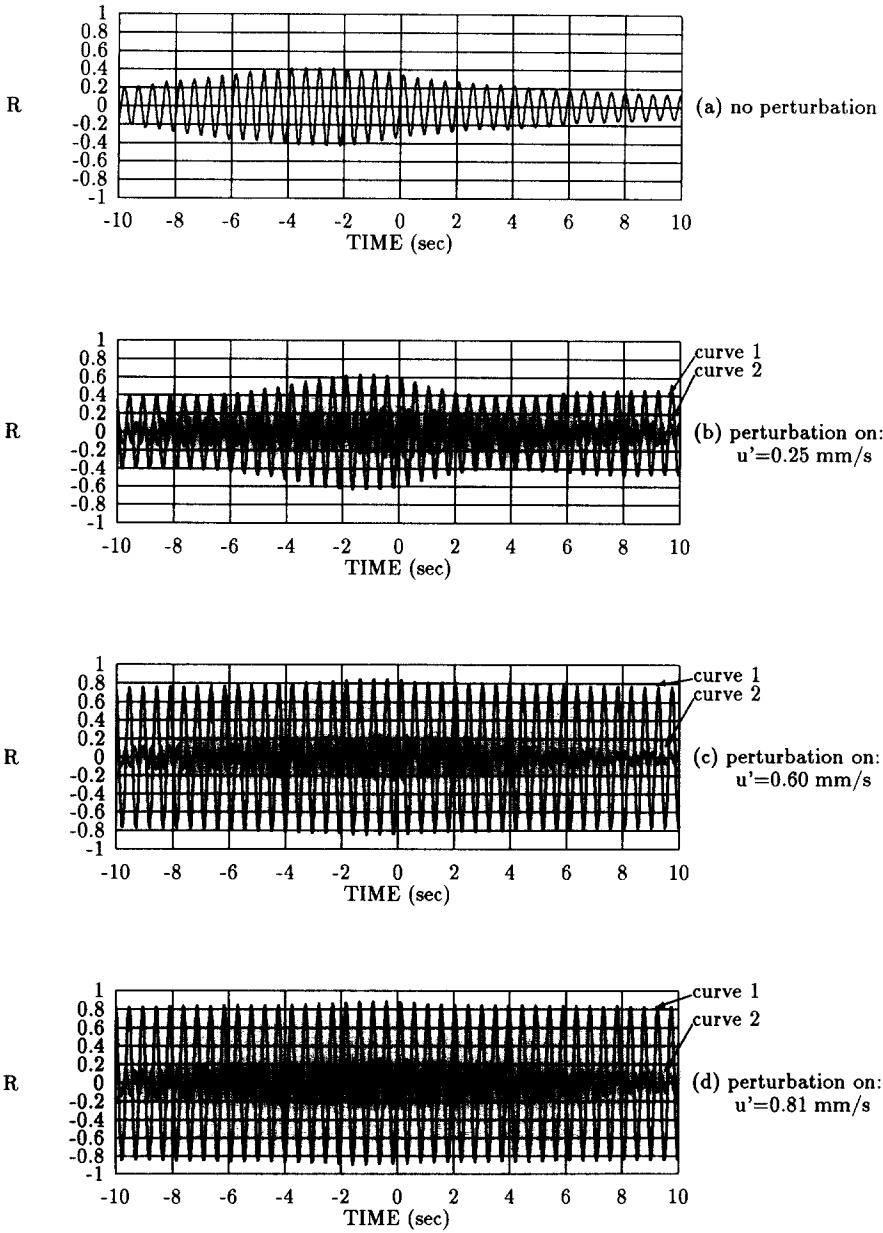 1
0.8
0.6
0.4
0.2
R
0
(a) no perturbation
-0.2
-0.4
-0.6
-0.8
-1
-10 -8 -6 -4 -2 0 2 4 6 8 10
TIME (sec)
1
0.8
curve 1
0.6
curve 2
0.4
0.2
R
0
(b) perturbation on:
-0.2
u'=0.25 mm/s
-0.4
-0.6
-0.8
-1
-10 -8 -6 -4 -2 0 2 4 6 8 10
TIME (sec)
1
curve 1
0.8
curve 2
0.6
0.4
0.2
R
0
(c) perturbation on:
-0.2
u'=0.60 mm/s
-0.4
-0.6
-0.8
-1
-10 -8 -6 -4 -2 0 2 4 6 8 10
TIME (sec)
1
curve 1
0.8
curve 2
0.6
0.4
0.2
R
0
(d) perturbation on:
-0.2
u'=0.81 mm/s
-0.4
-0.6
-0.8
-1
-10 -8 -6 -4 -2 0 2 4 6 8 10
TIME (sec)